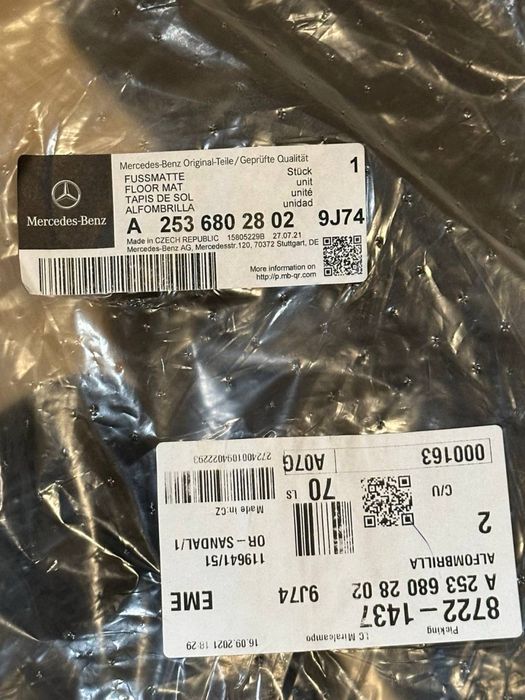 Mercedes-Benz Original-Teile/Geprüfte Qualität
FUSSMATTE Stück 1
FLOOR MAT unit
TAPIS DE SOL unité
ALFOMBRILLA unidad
Mercedes-Benz
A 253 680 28 02 9J74
Made in CZECH REPUBLIC 15805229B 27.07.21
Mercedes-Benz AG, Mercedesstr.120, 70372 Stuttgart, DE
More information on
http://p.mb-qr.com
Picking LC Miralcampo 16.09.2021 18:29
8722-1437
A 253 680 28 02 9J74 EME
ALFOMBRILLA
119641/51
2 OR-SANDAL/1
C/U 70 LS Made in:CZ
000163 A07G
2724001094022293